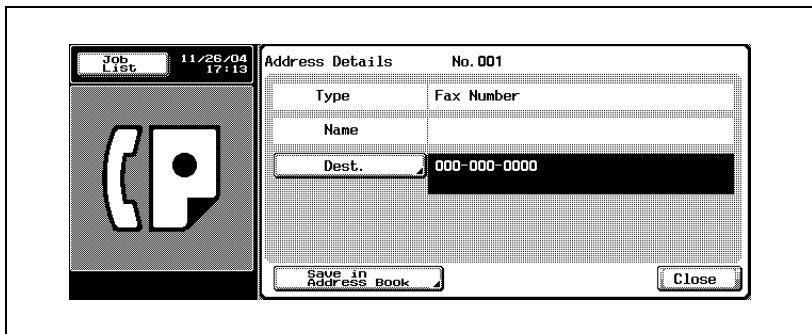 Job
List
11/26/04
17:13
Address Details No. 001
Type Fax Number
Name
Dest. 000-000-0000
Save in
Address Book
Close